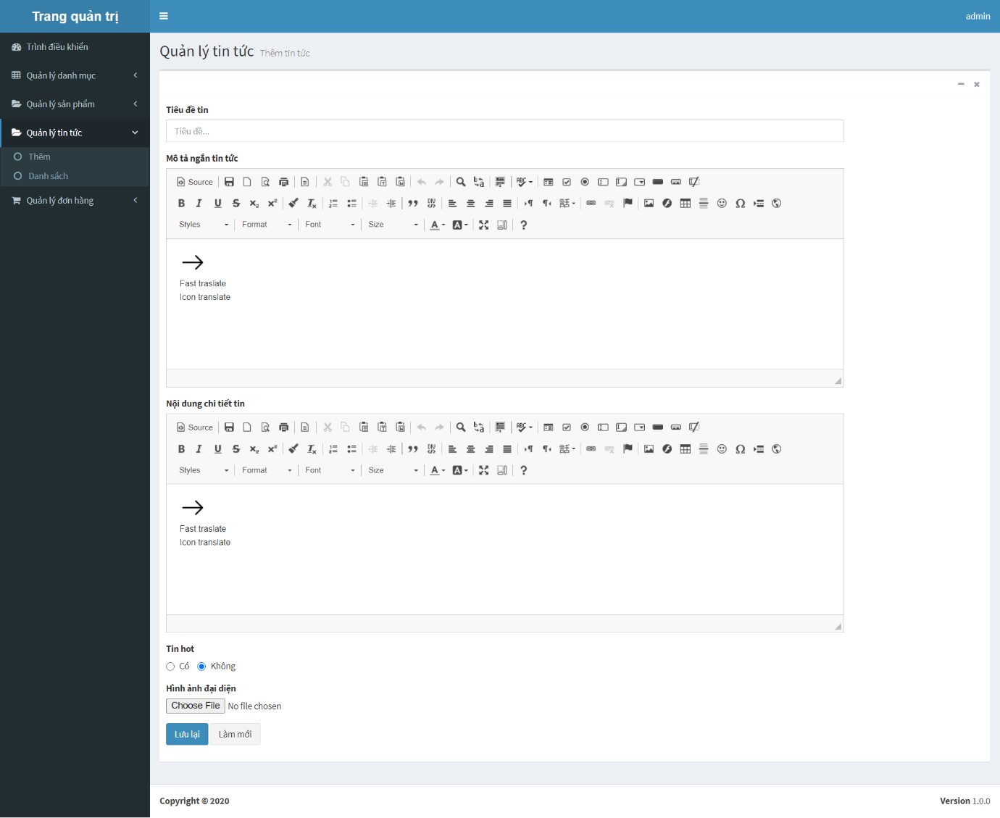 Trang quản trị
admin
Trình điều khiển
Quản lý danh mục
Quản lý sản phẩm
Quản lý tin tức
Thêm
Danh sách
Quản lý đơn hàng
Quản lý tin tức Thêm tin tức
Tiêu đề tin
Tiêu đề...
Mô tả ngắn tin tức
Source
Styles Format Font Size
Fast traslate
Icon translate
Nội dung chi tiết tin
Source
Styles Format Font Size
Fast traslate
Icon translate
Tin hot
Có Không
Hình ảnh đại diện
Choose File No file chosen
Lưu lại Làm mới
Copyright © 2020
Version 1.0.0